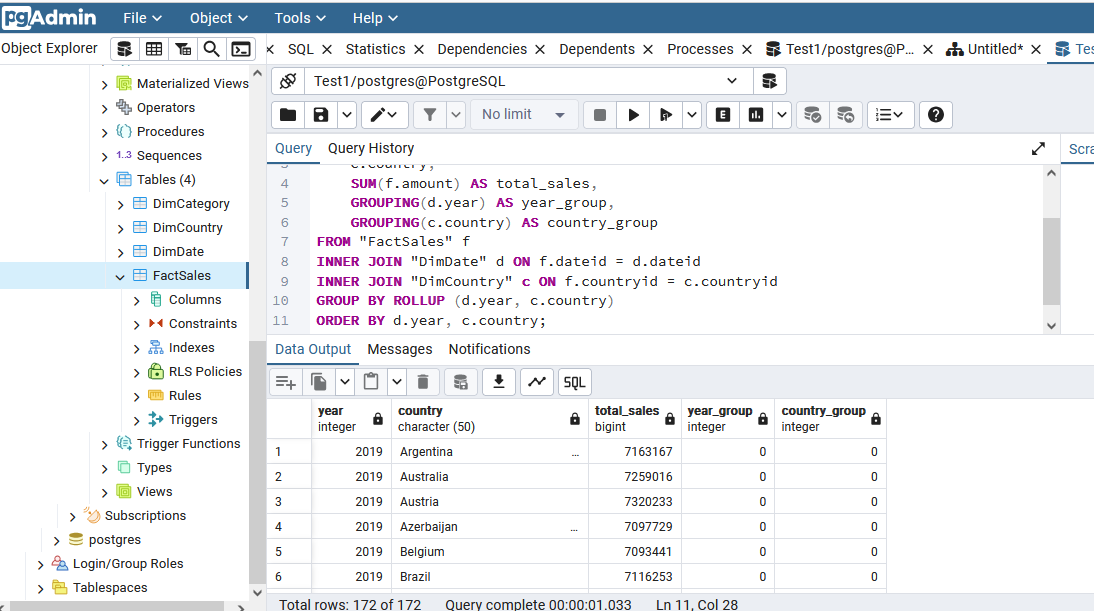 pgAdmin File Object Tools Help
Object Explorer
SQL Statistics Dependencies Dependents Processes Test1/postgres@P... Untitled* Tes
Materialized Views
Operators
Procedures
1..3 Sequences
Tables (4)
DimCategory
DimCountry
DimDate
FactSales
Columns
Constraints
Indexes
RLS Policies
Rules
Triggers
Trigger Functions
Types
Views
Subscriptions
postgres
Login/Group Roles
Tablespaces
Test1/postgres@PostgreSQL
No limit E
Query Query History Scra
3 c.country,
4 SUM(f.amount) AS total_sales,
5 GROUPING(d.year) AS year_group,
6 GROUPING(c.country) AS country_group
7 FROM "FactSales" f
8 INNER JOIN "DimDate" d ON f.dateid = d.dateid
9 INNER JOIN "DimCountry" c ON f.countryid = c.countryid
10 GROUP BY ROLLUP (d.year, c.country)
11 ORDER BY d.year, c.country;
Data Output Messages Notifications
SQL
year country total_sales year_group country_group
integer character (50) bigint integer integer
1 2019 Argentina ... 7163167 0 0
2 2019 Australia 7259016 0 0
3 2019 Austria 7320233 0 0
4 2019 Azerbaijan ... 7097729 0 0
5 2019 Belgium 7093441 0 0
6 2019 Brazil 7116253 0 0
Total rows: 172 of 172 Query complete 00:00:01.033 Ln 11, Col 28